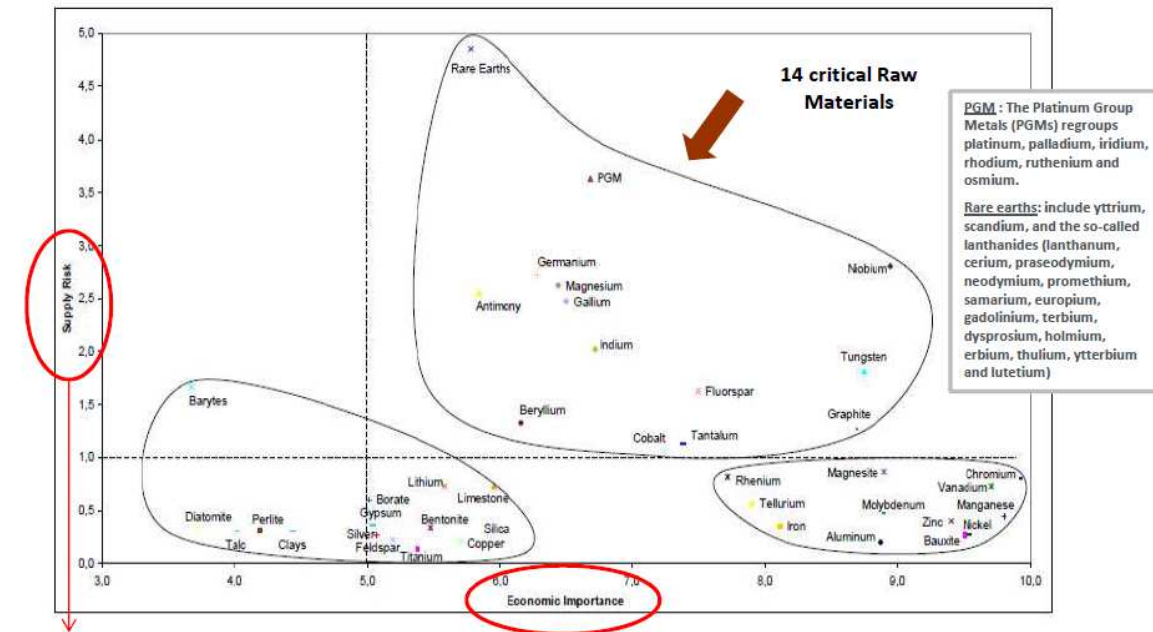 5,0
4,5
4,0
3,5
3,0
2,5
2,0
1,5
1,0
0,5
0,0
Supply Risk
Rare Earths
14 critical Raw
Materials
PGM
Germanium
Niobium
Magnesium
Antimony
Gallium
Indium
Tungsten
Barytes
Fluorspar
Beryllium
Graphite
Cobalt
Tantalum
Lithium
Limestone
Borate
Gypsum
Diatomite
Perlite
Bentonite
Silica
Silver
Talc
Clays
Feldspar
Copper
Titanium
Rhenium
Magnesite
Chromium
Vanadium
Tellurium
Molybdenum
Manganese
Iron
Zinc
Nickel
Aluminum
Bauxite
3,0
4,0
5,0
6,0
7,0
8,0
9,0
10,0
Economic Importance
PGM : The Platinum Group
Metals (PGMs) regroups
platinum, palladium, iridium,
rhodium, ruthenium and
osmium.
Rare earths: include yttrium,
scandium, and the so-called
lanthanides (lanthanum,
cerium, praseodymium,
neodymium, promethium,
samarium, europium,
gadolinium, terbium,
dysprosium, holmium,
erbium, thulium, ytterbium
and lutetium)